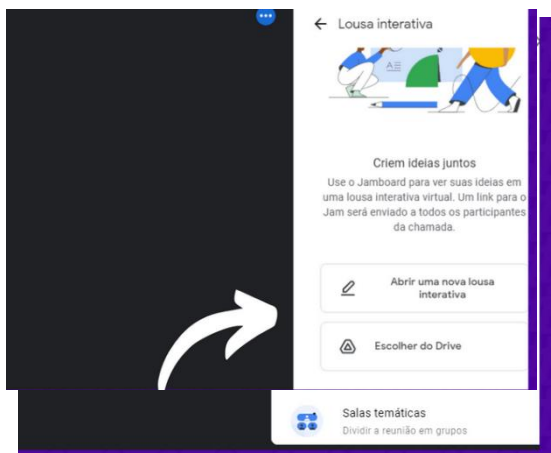 Lousa interativa
Criem ideias juntos
Use o Jamboard para ver suas ideias em
uma lousa interativa virtual. Um link para o
Jam será enviado a todos os participantes
da chamada.
Abrir uma nova lousa
interativa
Escolher do Drive
Salas temáticas
Dividir a reunião em grupos